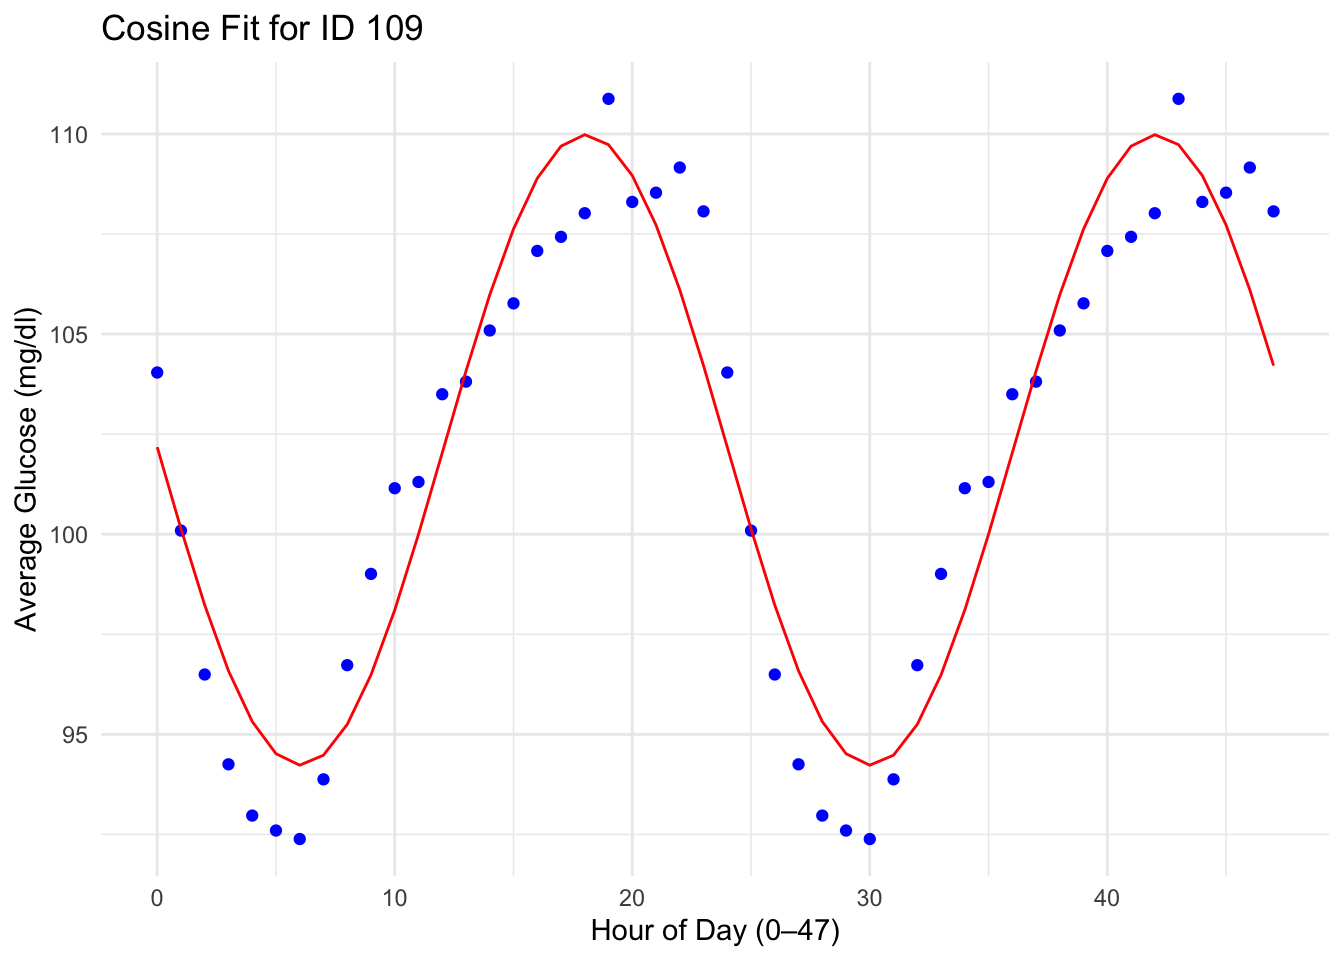 Cosine Fit for ID 109
Average Glucose (mg/dl)
110
105
100
95
0 10 20 30 40
Hour of Day (0–47)